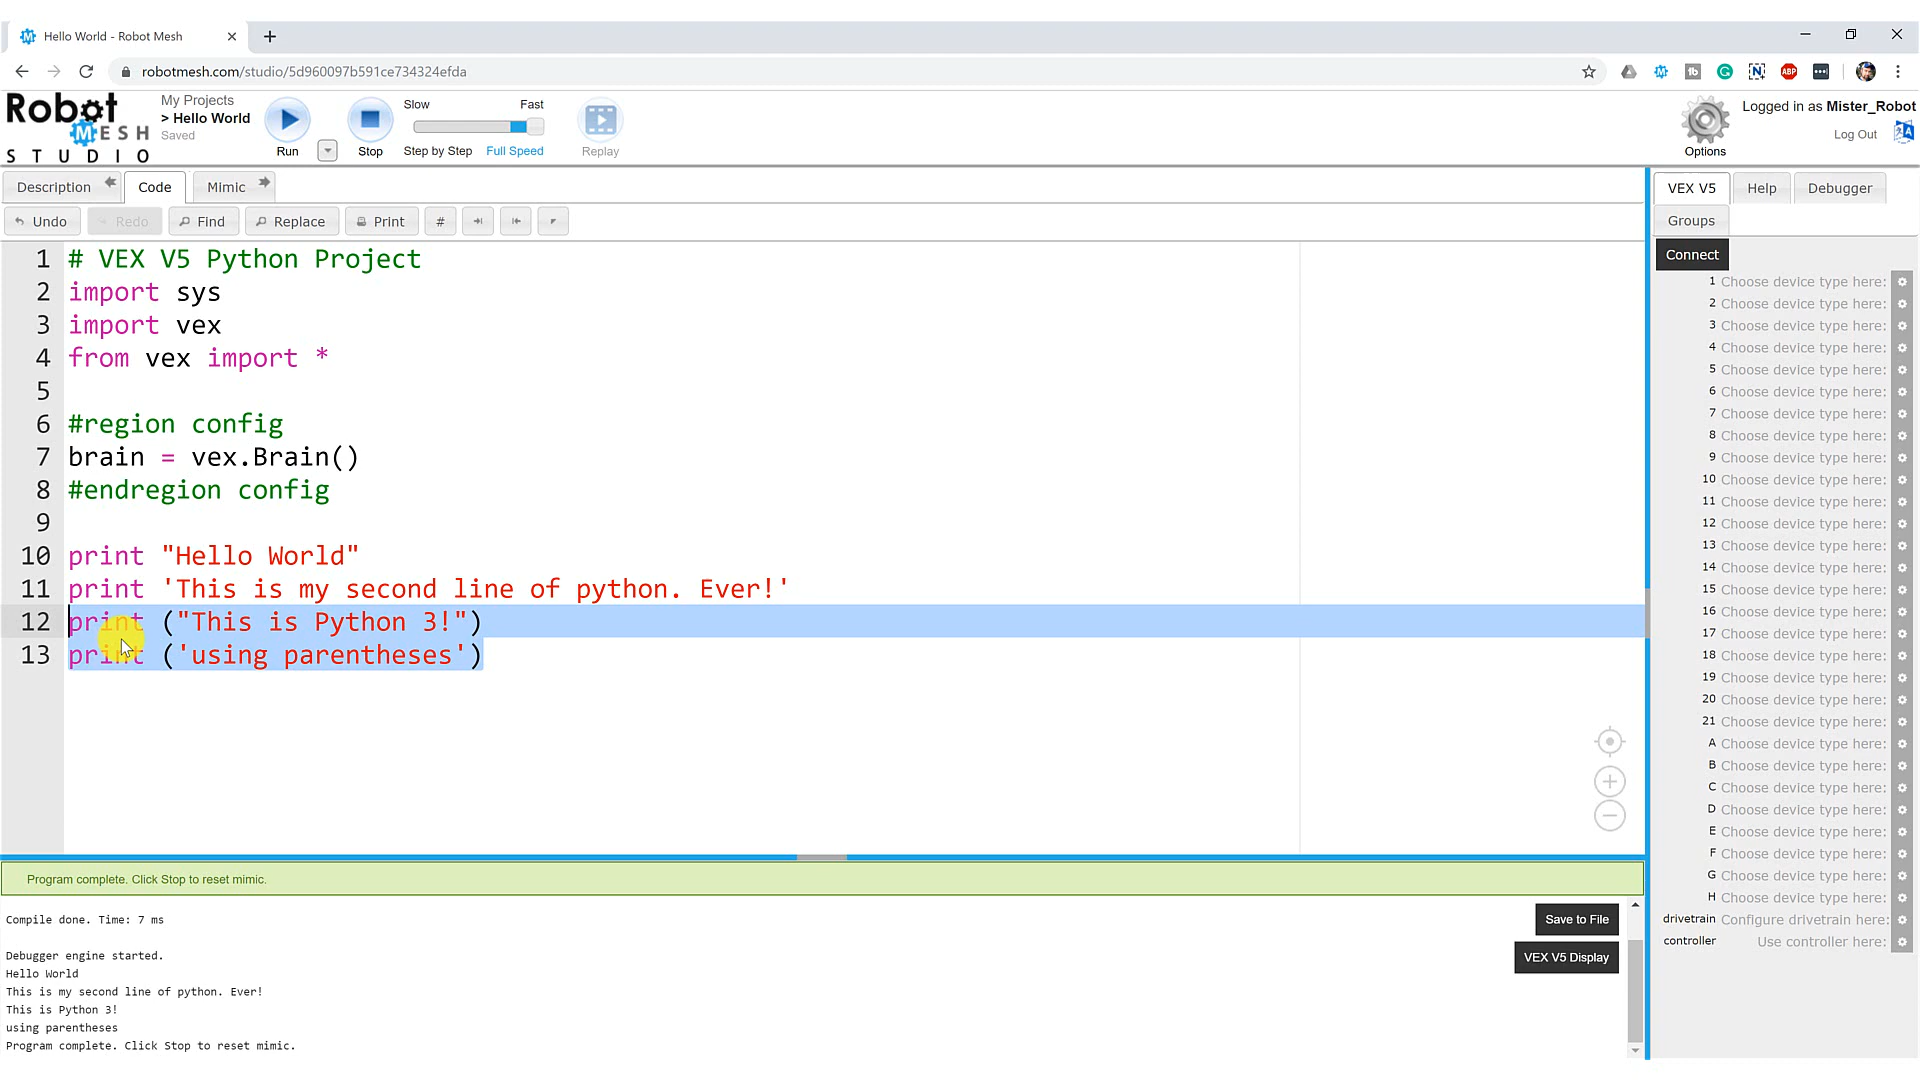 Hello World - Robot Mesh
robotmesh.com/studio/5d960097b591ce734324efda
Robot
MESH
STUDIO
My Projects
> Hello World
Saved
Run
Stop
Slow
Fast
Step by Step
Full Speed
Replay
Options
Logged in as Mister_Robot
Log Out
Description
Code
Mimic
Undo
Redo
Find
Replace
Print
#
1 # VEX V5 Python Project
2 import sys
3 import vex
4 from vex import *
5
6 #region config
7 brain = vex.Brain()
8 #endregion config
9
10 print "Hello World"
11 print 'This is my second line of python. Ever!'
12 print ("This is Python 3!")
13 print ('using parentheses')
Program complete. Click Stop to reset mimic.
Compile done. Time: 7 ms
Debugger engine started.
Hello World
This is my second line of python. Ever!
This is Python 3!
using parentheses
Program complete. Click Stop to reset mimic.
Save to File
VEX V5 Display
VEX V5
Help
Debugger
Groups
Connect
1 Choose device type here:
2 Choose device type here:
3 Choose device type here:
4 Choose device type here:
5 Choose device type here:
6 Choose device type here:
7 Choose device type here:
8 Choose device type here:
9 Choose device type here:
10 Choose device type here:
11 Choose device type here:
12 Choose device type here:
13 Choose device type here:
14 Choose device type here:
15 Choose device type here:
16 Choose device type here:
17 Choose device type here:
18 Choose device type here:
19 Choose device type here:
20 Choose device type here:
21 Choose device type here:
A Choose device type here:
B Choose device type here:
C Choose device type here:
D Choose device type here:
E Choose device type here:
F Choose device type here:
G Choose device type here:
H Choose device type here:
drivetrain Configure drivetrain here:
controller Use controller here: